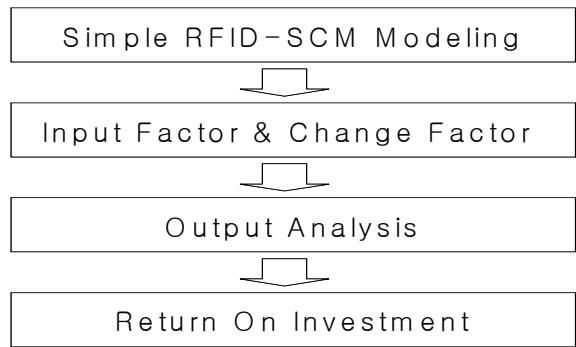 Simple RFID-SCM Modeling
Input Factor & Change Factor
Output Analysis
Return On Investment